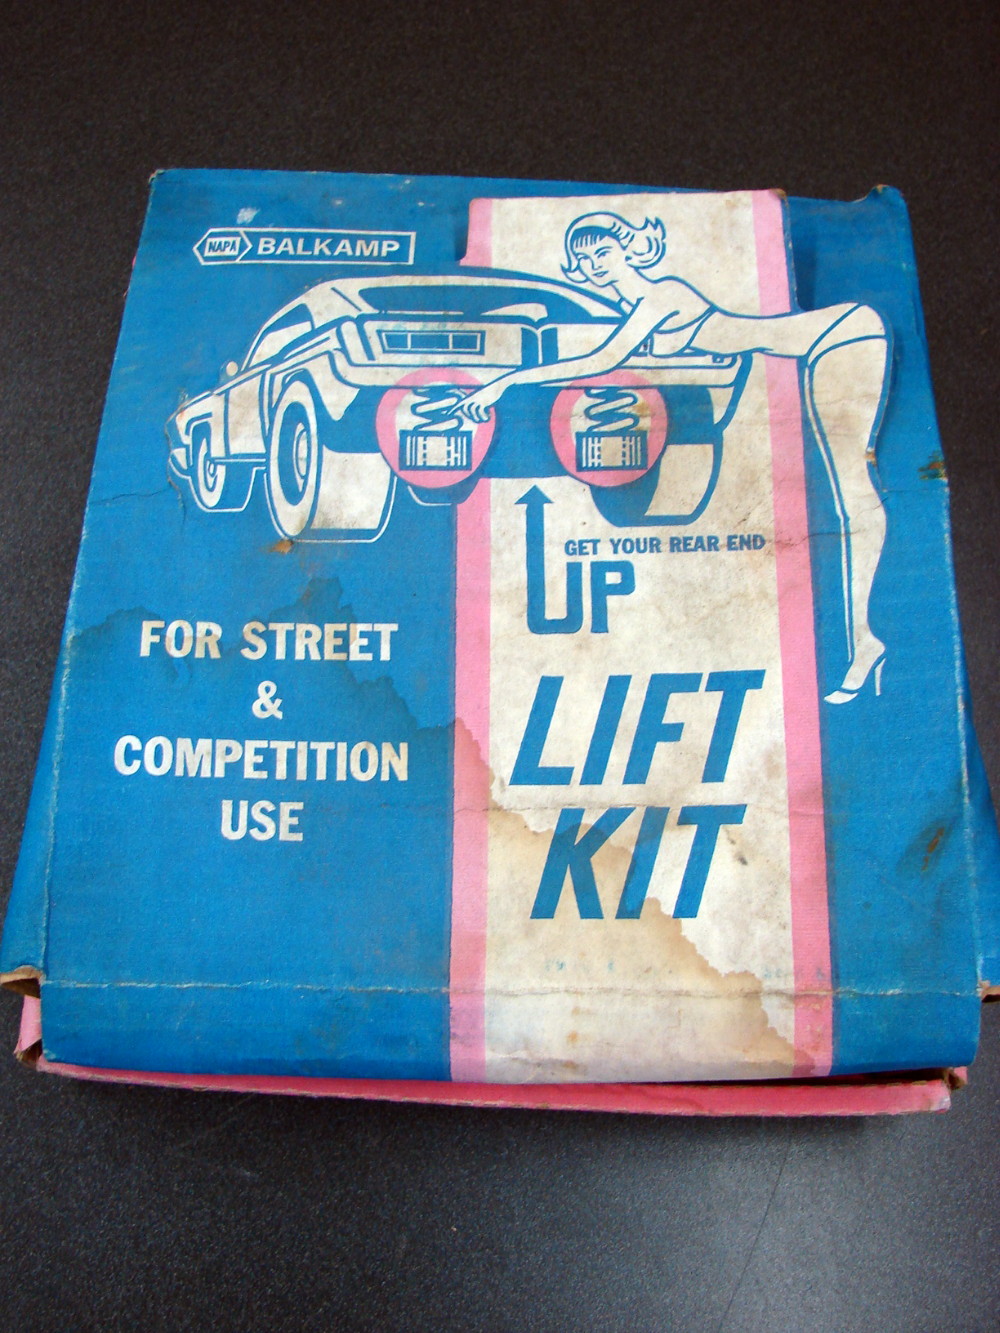 NAPA BALKAMP
GET YOUR REAR END
UP
LIFT
KIT
FOR STREET
&
COMPETITION
USE